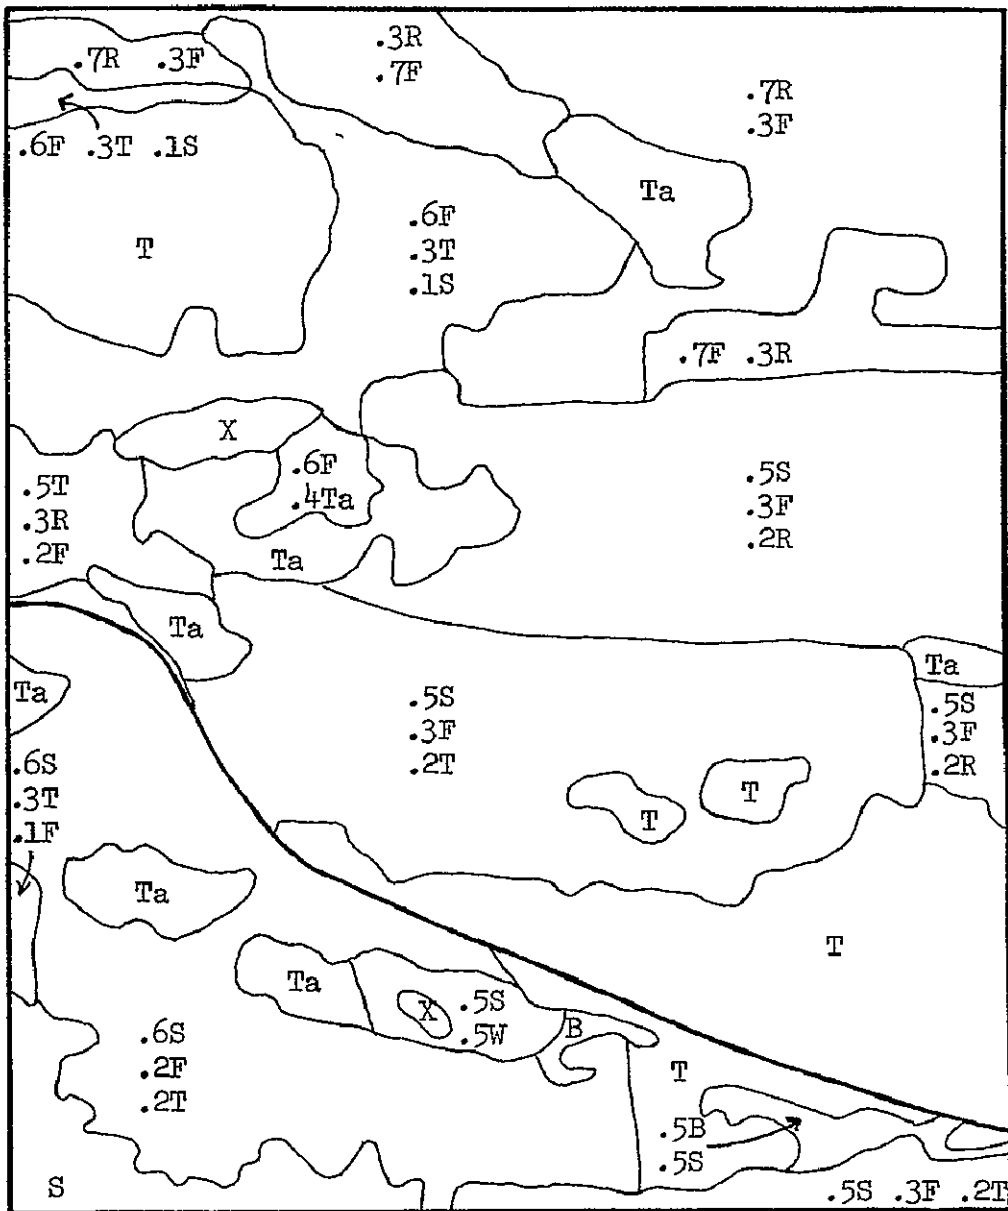 .7R .3F
.3R
.7F
.7R
.3F
.6F .3T .1S
Ta
T
.6F
.3T
.1S
.7F .3R
X
.6F
.4Ta
.5T
.3R
.2F
.5S
.3F
.2R
Ta
Ta
Ta
Ta
.5S
.3F
.2T
.5S
.3F
.2R
.6S
.3T
.1F
T
T
Ta
T
Ta
X
.5S
.5W
B
.6S
.2F
.2T
T
.5B
.5S
S
.5S .3F .2T